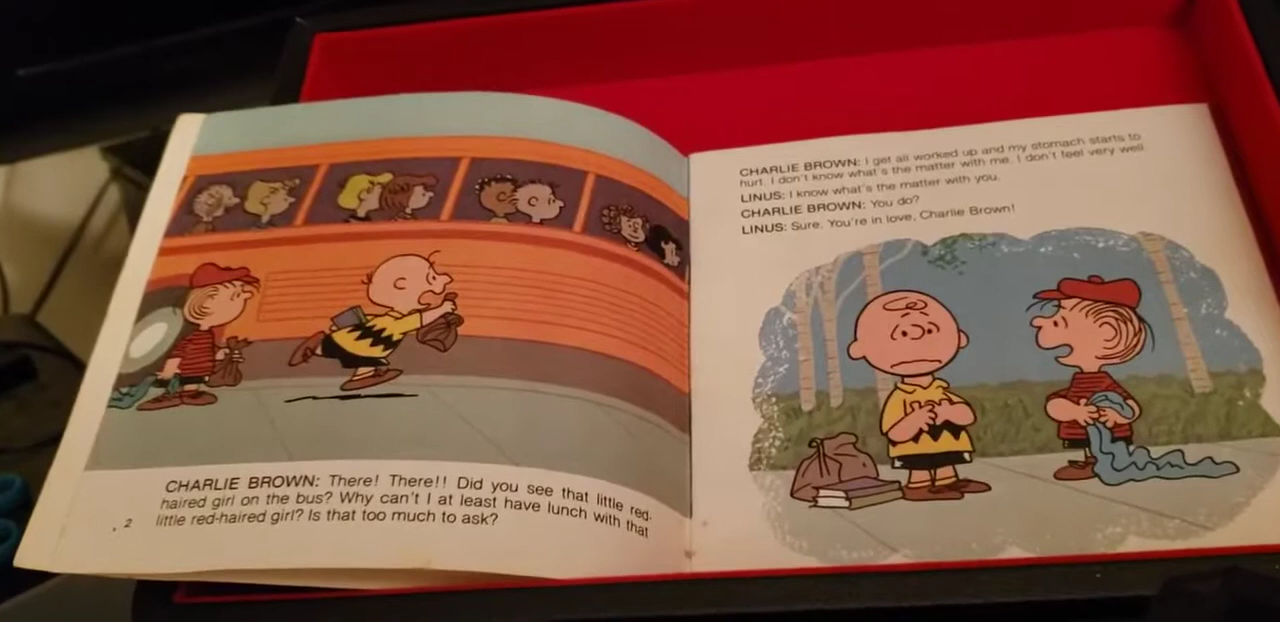 CHARLIE BROWN: There! There!! Did you see that little red-
haired girl on the bus? Why can't I at least have lunch with that
little red-haired girl? Is that too much to ask?
2
CHARLIE BROWN: I get all worked up and my stomach starts to
hurt. I don't know what's the matter with me. I don't feel very well.
LINUS: I know what's the matter with you.
CHARLIE BROWN: You do?
LINUS: Sure. You're in love, Charlie Brown!